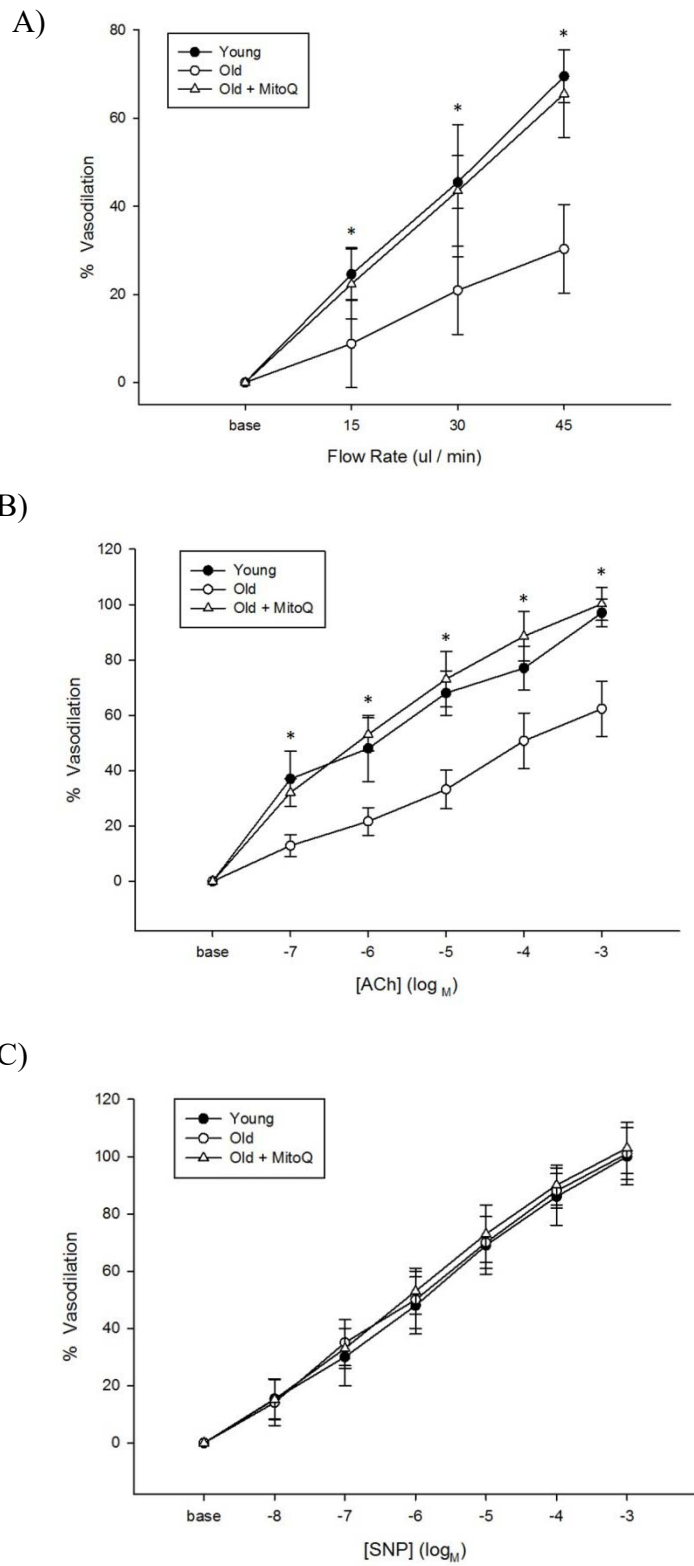 A)
80
60
40
20
0
% Vasodilation
Young
Old
Old + MitoQ
*
*
*
base 15 30 45
Flow Rate (ul / min)
B)
120
100
80
60
40
20
0
% Vasodilation
Young
Old
Old + MitoQ
*
*
*
*
*
base -7 -6 -5 -4 -3
[ACh] (log M)
C)
120
100
80
60
40
20
0
% Vasodilation
Young
Old
Old + MitoQ
base -8 -7 -6 -5 -4 -3
[SNP] (logM)